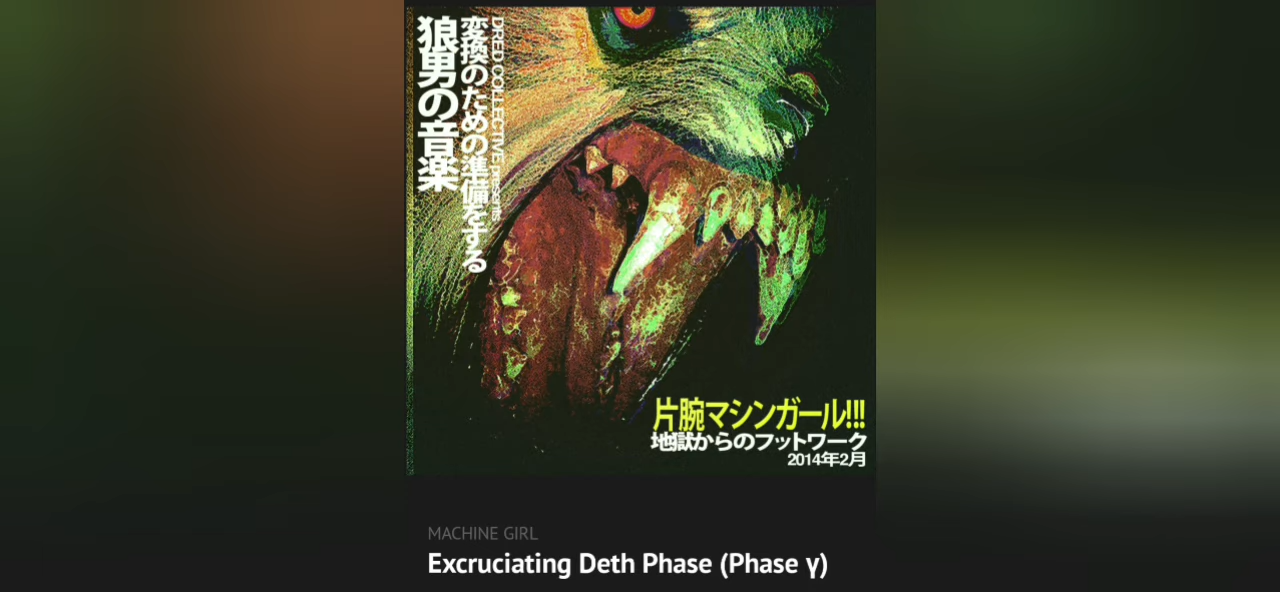 狼男の音楽
変換のための準備をする
DRED COLLECTIVE presents
片腕マシンガール!!!
地獄からのフットワーク
2014年2月
MACHINE GIRL
Excruciating Deth Phase (Phase γ)